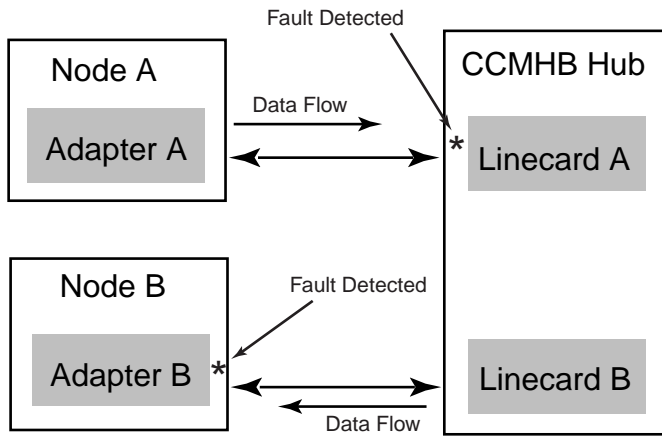 Fault Detected
Node A
CCMHB Hub
Data Flow
Adapter A
*
Linecard A
Node B
Fault Detected
Adapter B
*
Linecard B
Data Flow